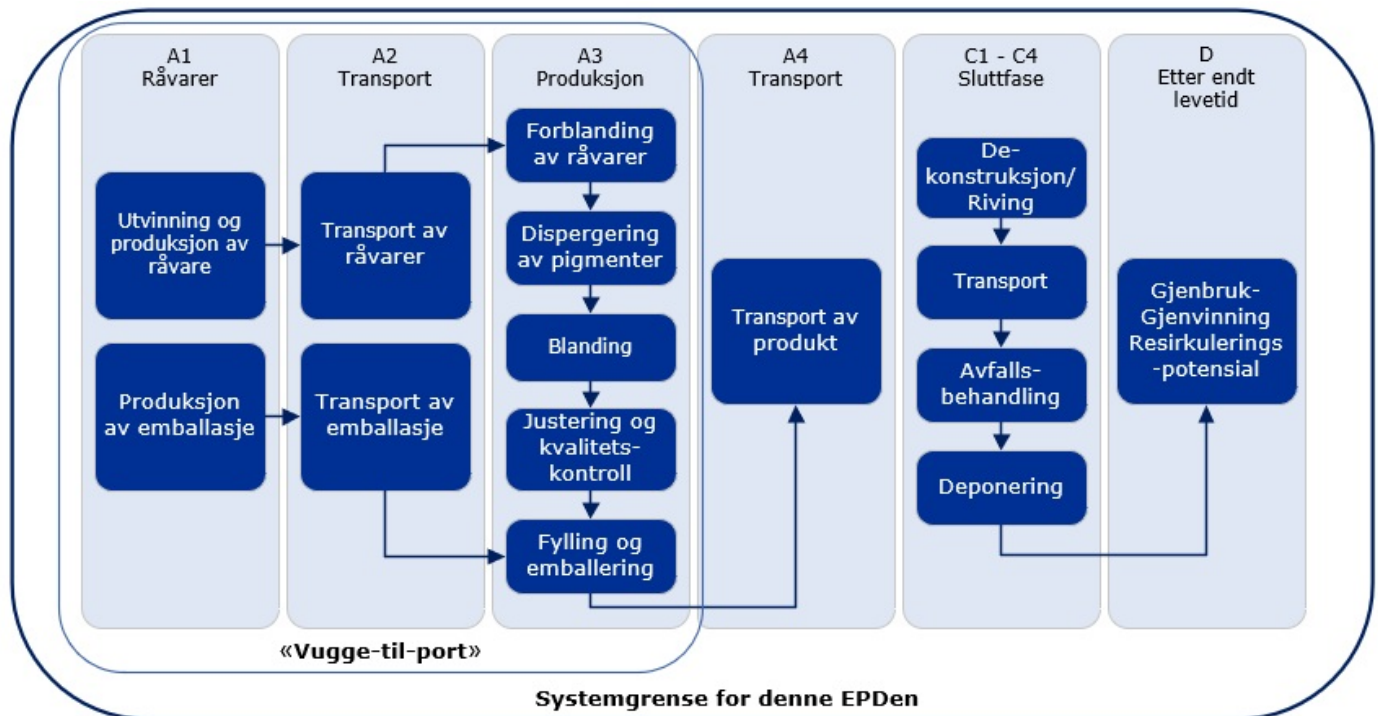 A1
Råvarer
A2
Transport
A3
Produksjon
A4
Transport
C1 - C4
Sluttfase
D
Etter endt
levetid
Utvinning og
produksjon av
råvare
Produksjon
av emballasje
Transport av
råvarer
Transport av
emballasje
Forblanding
av råvarer
Dispergering
av pigmenter
Blanding
Justering og
kvalitets-
kontroll
Fylling og
emballering
Transport av
produkt
De-
konstruksjon/
Riving
Transport
Avfalls-
behandling
Deponering
Gjenbruk-
Gjenvinning
Resirkulerings
-potensial
«Vugge-til-port»
Systemgrense for denne EPDen